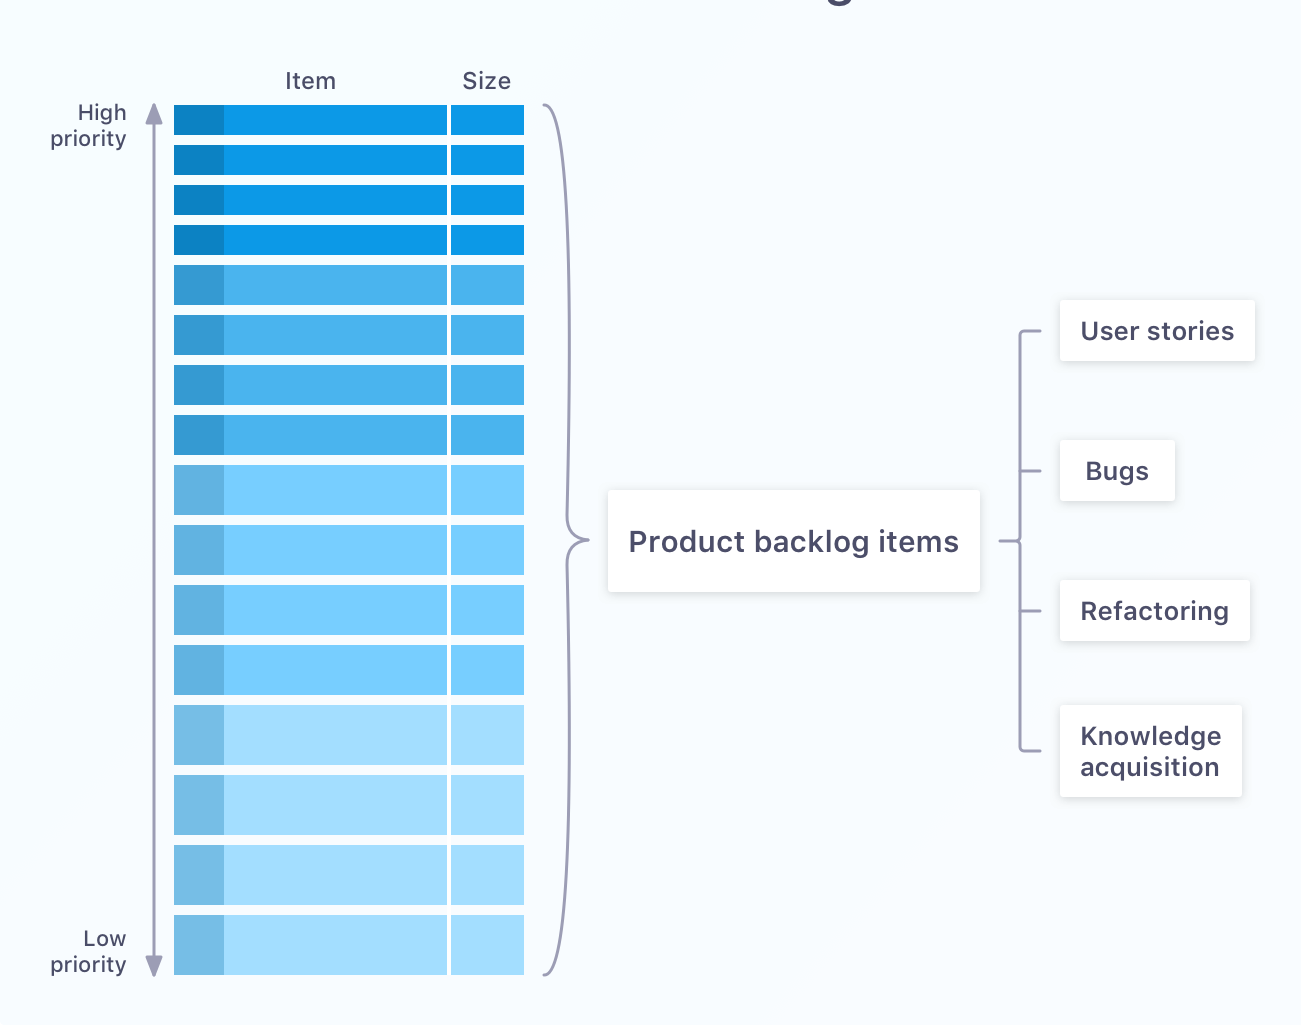 Item
Size
High
priority
Low
priority
Product backlog items
User stories
Bugs
Refactoring
Knowledge
acquisition